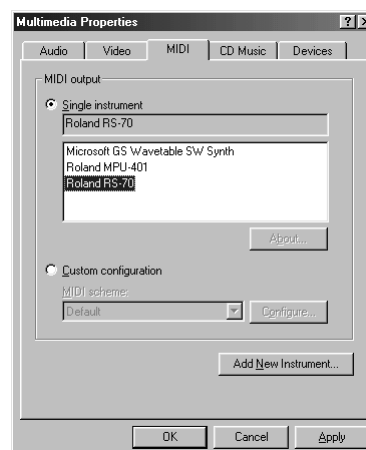 Multimedia Properties
Audio Video MIDI CD Music Devices
MIDI output
Single instrument
Roland RS-70
Microsoft GS Wavetable SW Synth
Roland MPU-401
Roland RS-70
About...
Custom configuration
MIDI scheme:
Default Configure...
Add New Instrument...
OK Cancel Apply